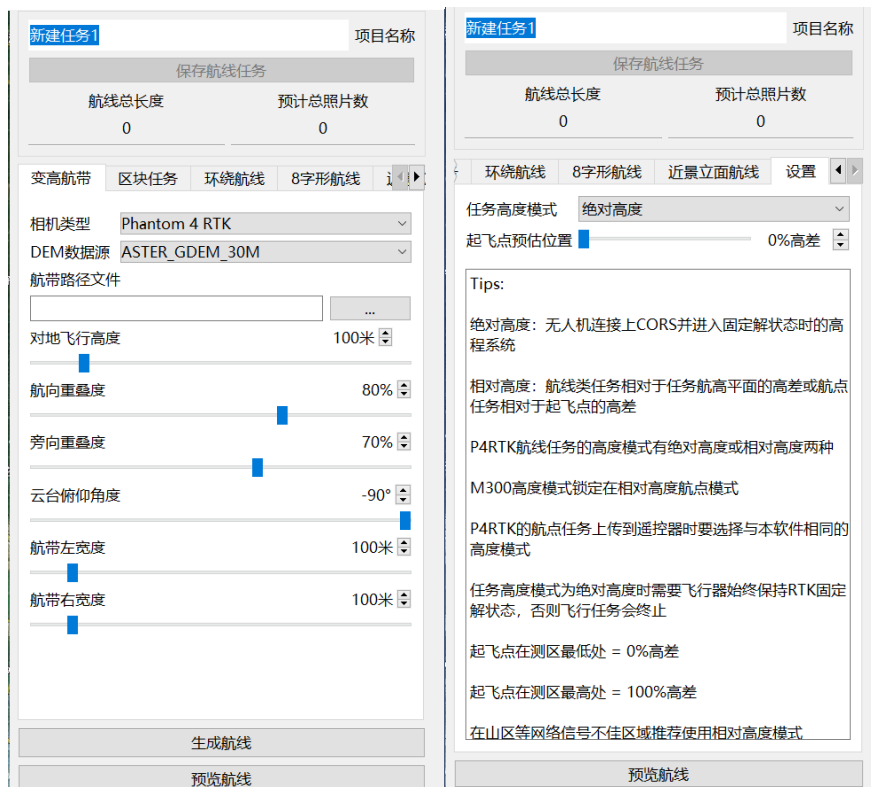 新建任务1
项目名称
保存航线任务
航线总长度
预计总照片数
0
0
变高航带
区块任务
环绕航线
8字形航线
相机类型
Phantom 4 RTK
DEM数据源
ASTER_GDEM_30M
航带路径文件
...
对地飞行高度
100米
航向重叠度
80%
旁向重叠度
70%
云台俯仰角度
-90°
航带左宽度
100米
航带右宽度
100米
生成航线
预览航线
新建任务1
项目名称
保存航线任务
航线总长度
预计总照片数
0
0
环绕航线
8字形航线
近景立面航线
设置
任务高度模式
绝对高度
起飞点预估位置
0%高差
Tips:
绝对高度：无人机连接上CORS并进入固定解状态时的高
程系统
相对高度：航线类任务相对于任务航高平面的高差或航点
任务相对于起飞点的高差
P4RTK航线任务的高度模式有绝对高度或相对高度两种
M300高度模式锁定在相对高度航点模式
P4RTK的航点任务上传到遥控器时要选择与本软件相同的
高度模式
任务高度模式为绝对高度时需要飞行器始终保持RTK固定
解状态，否则飞行任务会终止
起飞点在测区最低处 = 0%高差
起飞点在测区最高处 = 100%高差
在山区等网络信号不佳区域推荐使用相对高度模式
预览航线